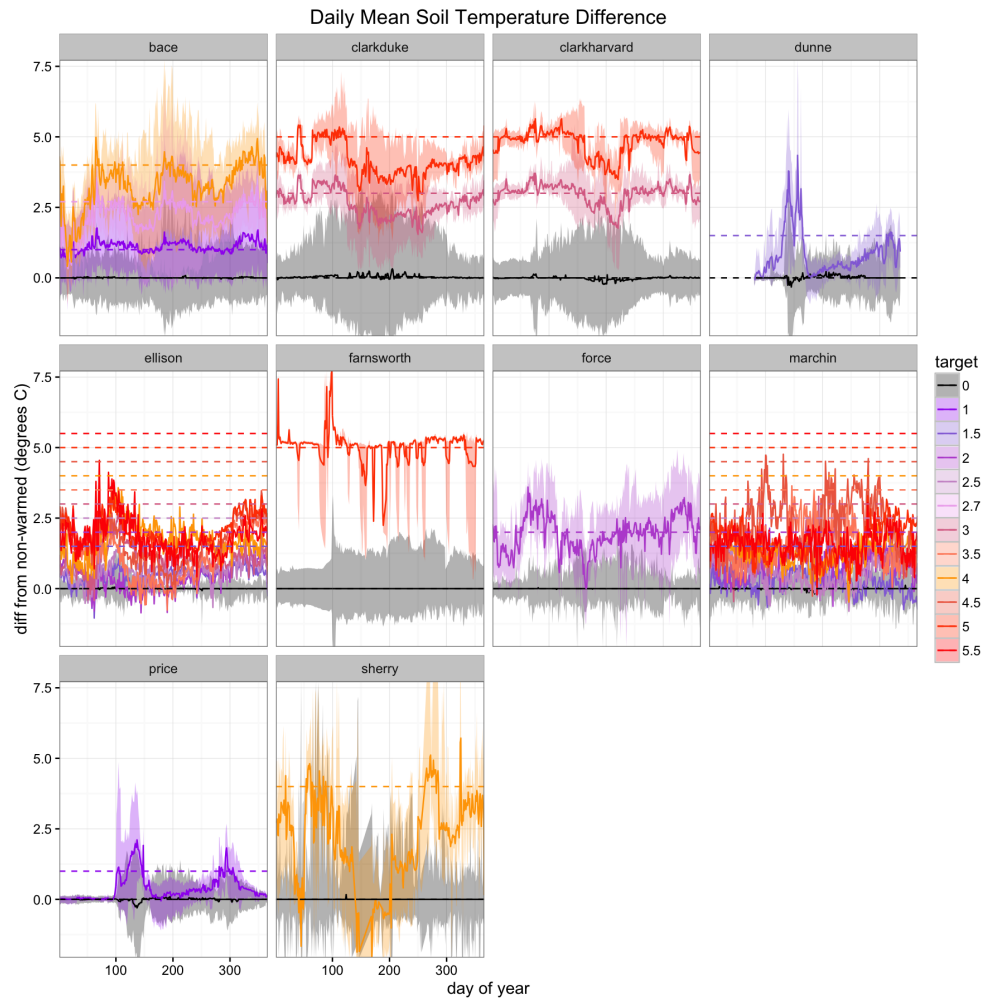 Daily Mean Soil Temperature Difference
bace
clarkduke
clarkharvard
dunne
7.5
5.0
2.5
0.0
ellison
farnsworth
force
marchin
7.5
5.0
2.5
0.0
diff from non-warmed (degrees C)
price
sherry
7.5
5.0
2.5
0.0
100 200 300
100 200 300
day of year
target
0
1
1.5
2
2.5
2.7
3
3.5
4
4.5
5
5.5